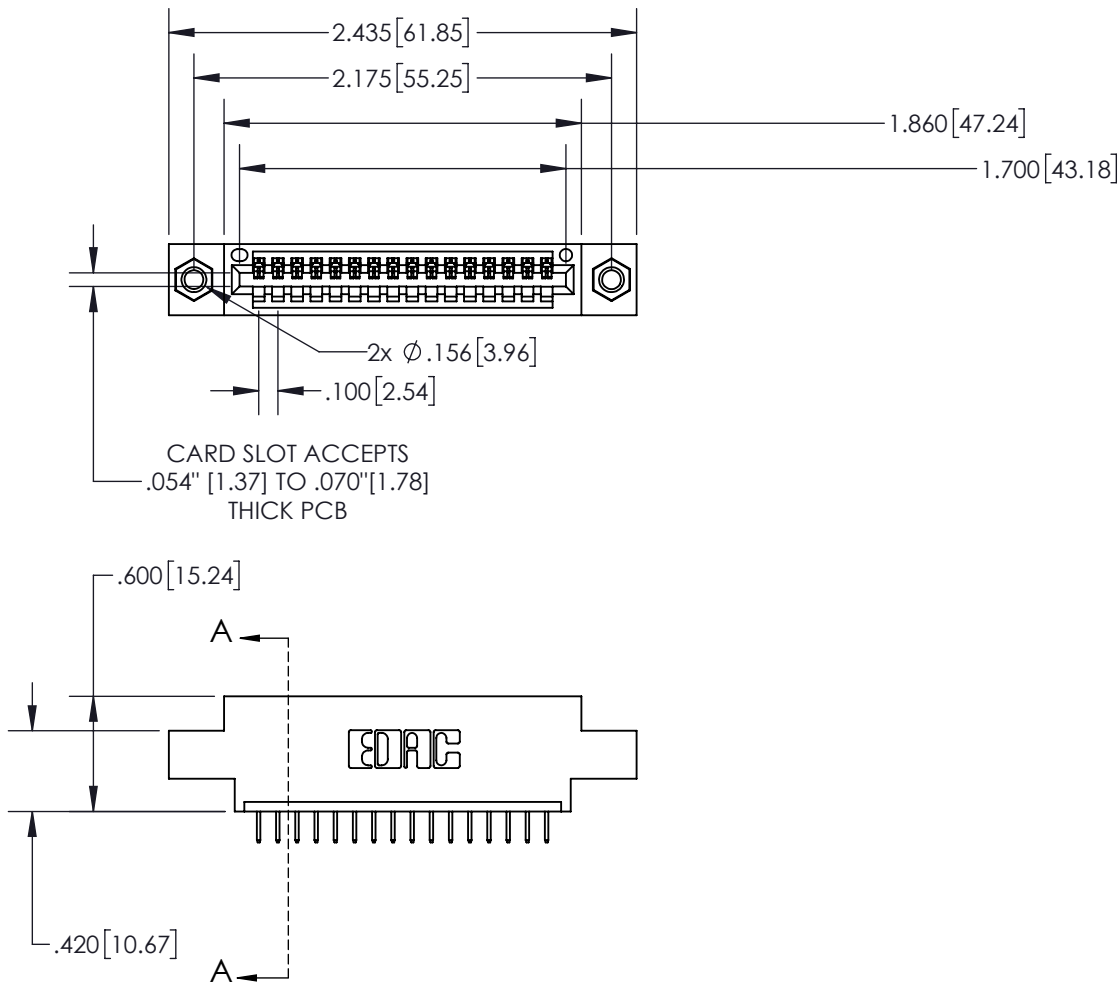 2.435[61.85]
2.175[55.25]
1.860[47.24]
1.700[43.18]
2x Ø.156[3.96]
.100[2.54]
CARD SLOT ACCEPTS
.054" [1.37] TO .070"[1.78]
THICK PCB
.600[15.24]
A
EDAC
.420[10.67]
A